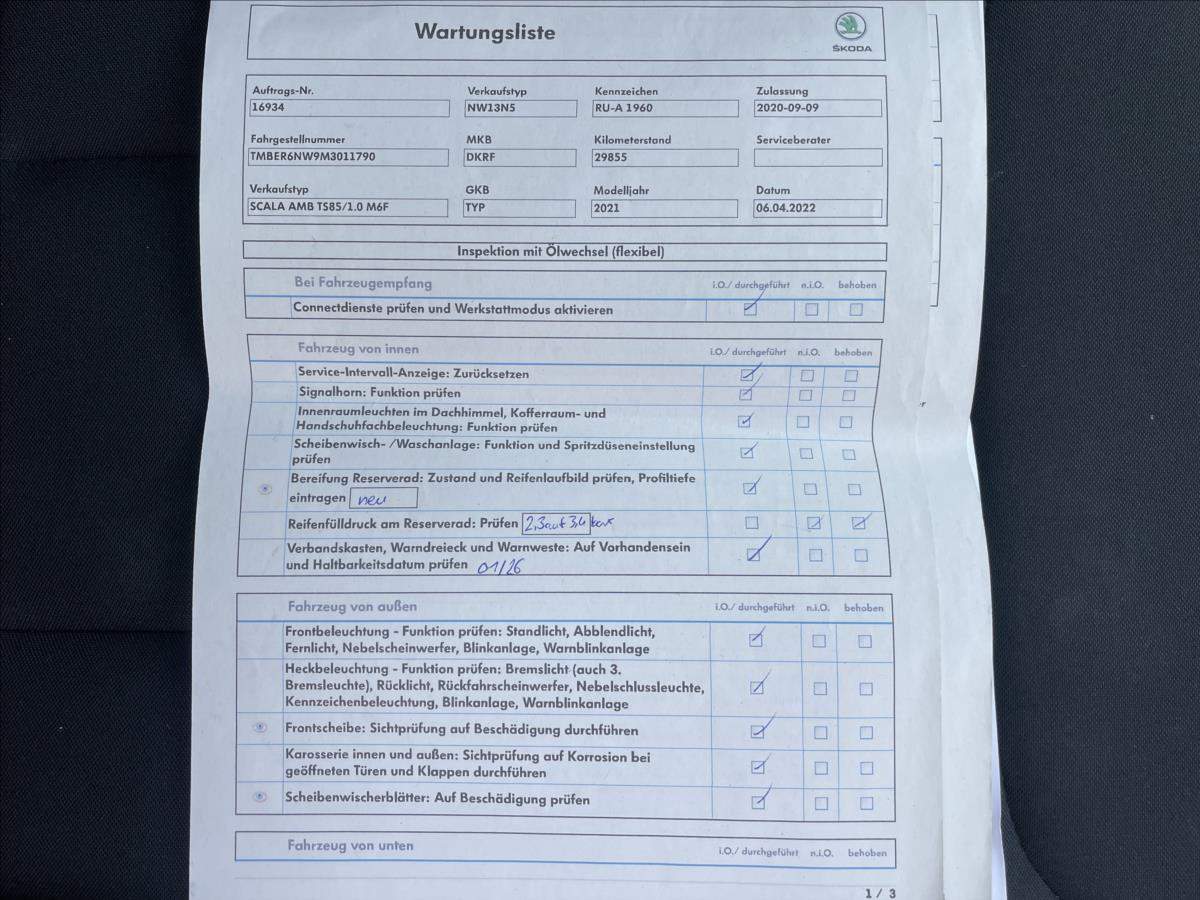 Wartungsliste
ŠKODA
Auftrags-Nr. Verkaufstyp Kennzeichen Zulassung
16934 NW13N5 RU-A 1960 2020-09-09
Fahrgestellnummer MKB Kilometerstand Serviceberater
TMBER6NW9M3011790 DKRF 29855
Verkaufstyp GKB Modelljahr Datum
SCALA AMB TS85/1.0 M6F TYP 2021 06.04.2022
Inspektion mit Ölwechsel (flexibel)
Bei Fahrzeugempfang i.O./ durchgeführt n.i.O. behoben
Connectdienste prüfen und Werkstattmodus aktivieren
Fahrzeug von innen i.O./ durchgeführt n.i.O. behoben
Service-Intervall-Anzeige: Zurücksetzen
Signalhorn: Funktion prüfen
Innenraumleuchten im Dachhimmel, Kofferraum- und
Handschuhfachbeleuchtung: Funktion prüfen
Scheibenwisch- /Waschanlage: Funktion und Spritzdüseneinstellung
prüfen
Bereifung Reserverad: Zustand und Reifenlaufbild prüfen, Profiltiefe
eintragen neu
Reifenfülldruck am Reserverad: Prüfen 2,3 auf 3,4 bar
Verbandskasten, Warndreieck und Warnweste: Auf Vorhandensein
und Haltbarkeitsdatum prüfen 01/26
Fahrzeug von außen i.O./ durchgeführt n.i.O. behoben
Frontbeleuchtung - Funktion prüfen: Standlicht, Abblendlicht,
Fernlicht, Nebelscheinwerfer, Blinkanlage, Warnblinkanlage
Heckbeleuchtung - Funktion prüfen: Bremslicht (auch 3.
Bremsleuchte), Rücklicht, Rückfahrscheinwerfer, Nebelschlussleuchte,
Kennzeichenbeleuchtung, Blinkanlage, Warnblinkanlage
Frontscheibe: Sichtprüfung auf Beschädigung durchführen
Karosserie innen und außen: Sichtprüfung auf Korrosion bei
geöffneten Türen und Klappen durchführen
Scheibenwischerblätter: Auf Beschädigung prüfen
Fahrzeug von unten i.O./ durchgeführt n.i.O. behoben
1 / 3